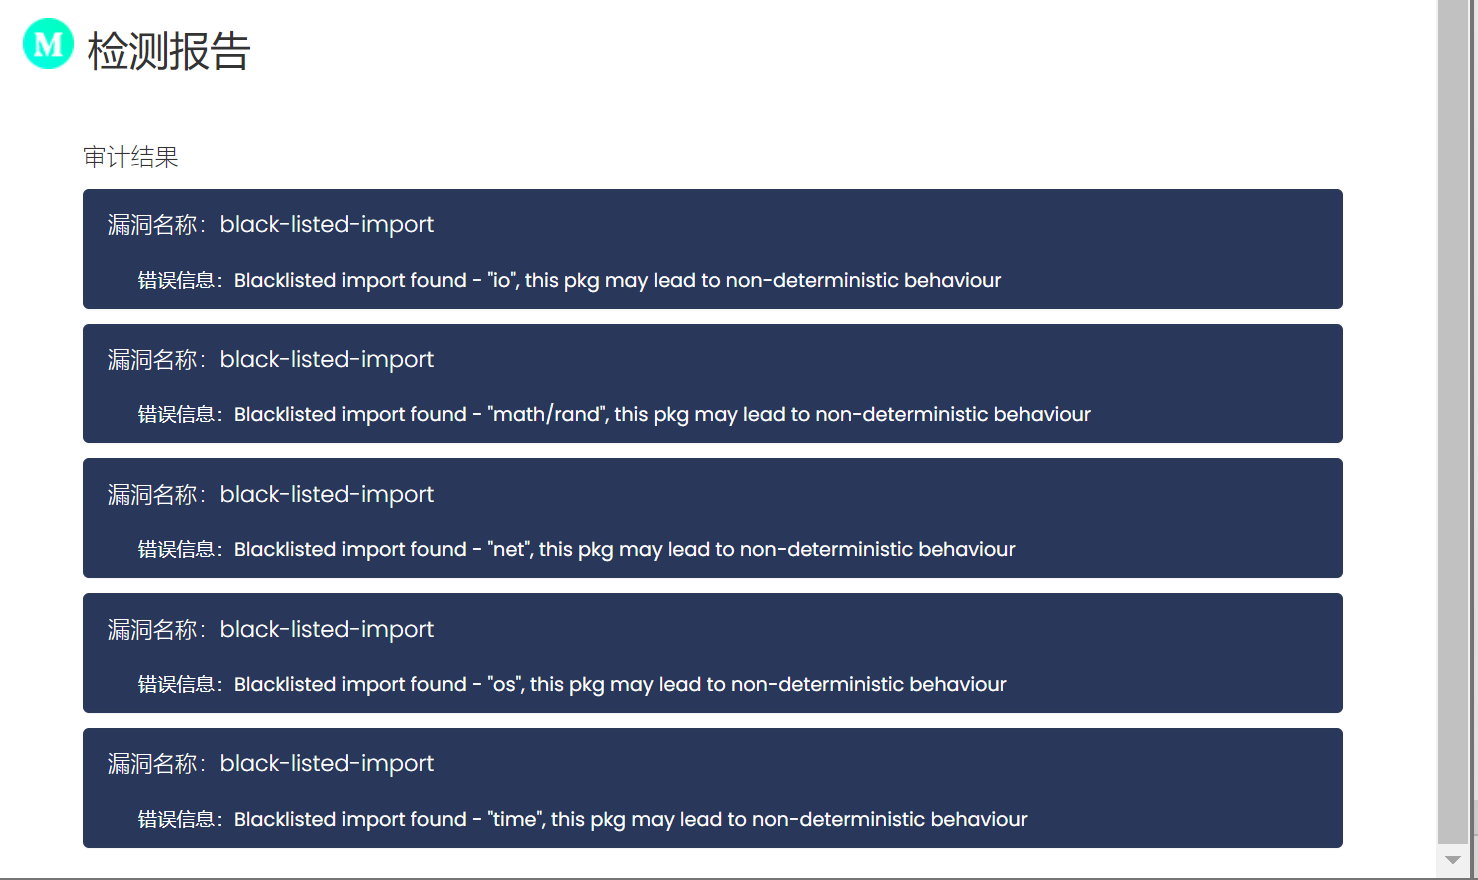 M 检测报告
审计结果
漏洞名称：black-listed-import
错误信息：Blacklisted import found - "io", this pkg may lead to non-deterministic behaviour
漏洞名称：black-listed-import
错误信息：Blacklisted import found - "math/rand", this pkg may lead to non-deterministic behaviour
漏洞名称：black-listed-import
错误信息：Blacklisted import found - "net", this pkg may lead to non-deterministic behaviour
漏洞名称：black-listed-import
错误信息：Blacklisted import found - "os", this pkg may lead to non-deterministic behaviour
漏洞名称：black-listed-import
错误信息：Blacklisted import found - "time", this pkg may lead to non-deterministic behaviour